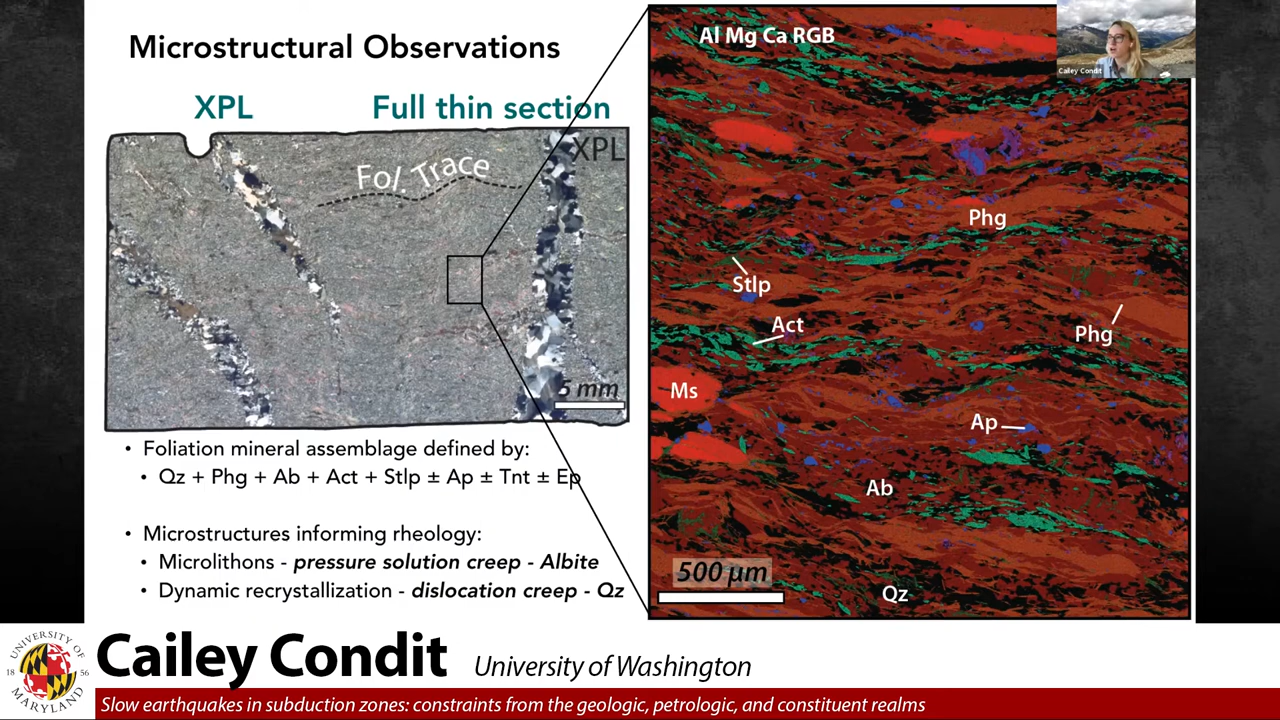 Microstructural Observations
XPL
Full thin section
XPL
Fol. Trace
5 mm
• Foliation mineral assemblage defined by:
• Qz + Phg + Ab + Act + Stlp ± Ap ± Tnt ± Ep
• Microstructures informing rheology:
• Microlithons - pressure solution creep - Albite
• Dynamic recrystallization - dislocation creep - Qz
Al Mg Ca RGB
Phg
Stlp
Act
Phg
Ms
Ap
Ab
500 µm
Qz
Cailey Condit
UNIVERSITY OF
18 56
MARYLAND
Cailey Condit University of Washington
Slow earthquakes in subduction zones: constraints from the geologic, petrologic, and constituent realms